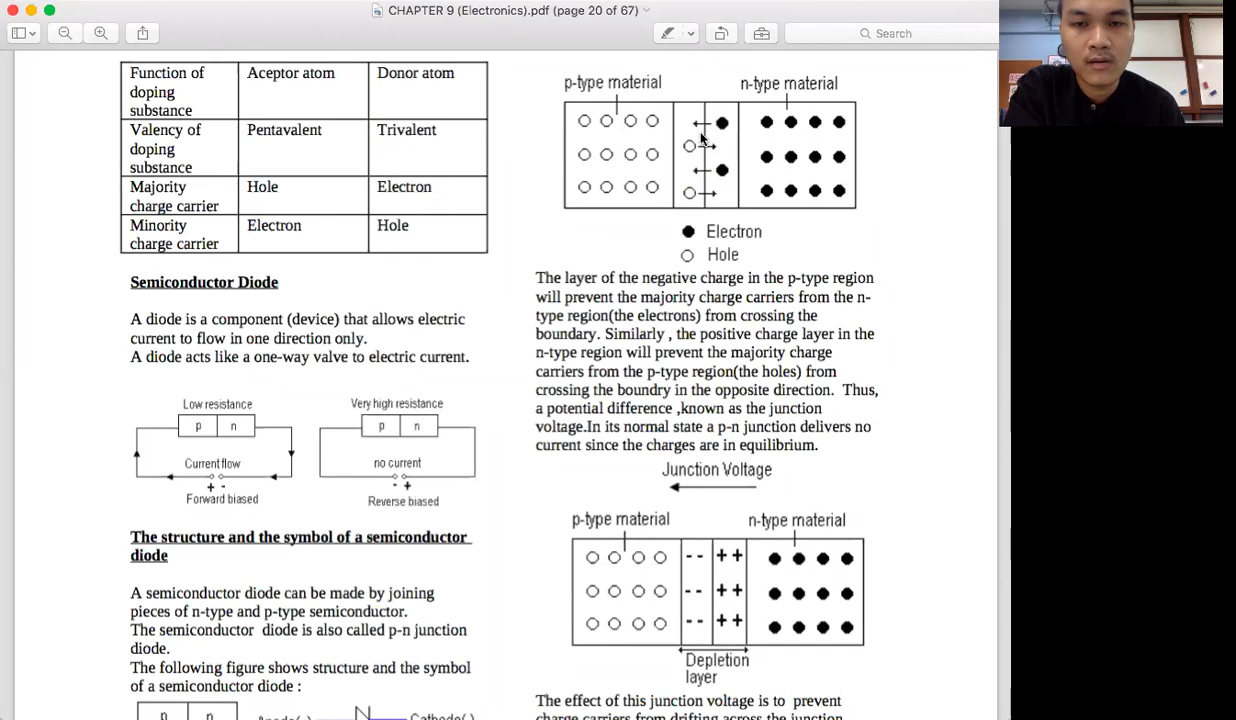 CHAPTER 9 (Electronics).pdf (page 20 of 67)
Search
Function of doping substance
Aceptor atom
Donor atom
Valency of doping substance
Pentavalent
Trivalent
Majority charge carrier
Hole
Electron
Minority charge carrier
Electron
Hole
Semiconductor Diode
A diode is a component (device) that allows electric
current to flow in one direction only.
A diode acts like a one-way valve to electric current.
Low resistance
p n
Current flow
+ -
Forward biased
Very high resistance
p n
no current
- +
Reverse biased
The structure and the symbol of a semiconductor
diode
A semiconductor diode can be made by joining
pieces of n-type and p-type semiconductor.
The semiconductor diode is also called p-n junction
diode.
The following figure shows structure and the symbol
of a semiconductor diode :
p n
p-type material
n-type material
Electron
Hole
The layer of the negative charge in the p-type region
will prevent the majority charge carriers from the n-
type region(the electrons) from crossing the
boundary. Similarly , the positive charge layer in the
n-type region will prevent the majority charge
carriers from the p-type region(the holes) from
crossing the boundry in the opposite direction. Thus,
a potential difference ,known as the junction
voltage.In its normal state a p-n junction delivers no
current since the charges are in equilibrium.
Junction Voltage
p-type material
n-type material
- - + +
- - + +
- - + +
Depletion
layer
The effect of this junction voltage is to prevent
charge carriers from drifting across the junction